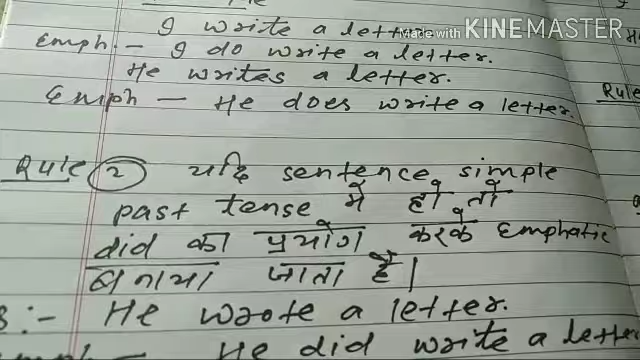 Made with KINEMASTER
I write a letter.
Emph :- I do write a letter.
He writes a letter.
Emph — He does write a letter.
Rule
Rule 2 यदि sentence simple
past tense में हो तो
did का प्रयोग करके Emphatic
बनाया जाता है।
:- He wrote a letter.
He did write a letter